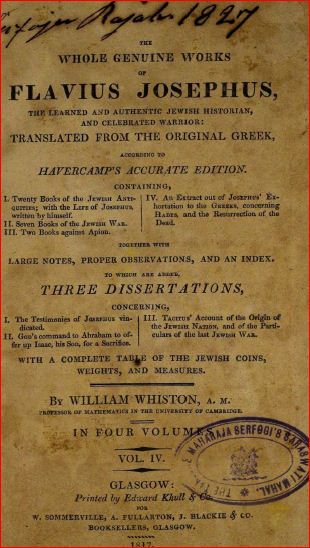 Rajah 1827
THE
WHOLE GENUINE WORKS
OF
FLAVIUS JOSEPHUS,
THE LEARNED AND AUTHENTIC JEWISH HISTORIAN,
AND CELEBRATED WARRIOR:
TRANSLATED FROM THE ORIGINAL GREEK,
ACCORDING TO
HAVERCAMP'S ACCURATE EDITION.
CONTAINING,
I. Twenty Books of the JEWISH ANTI-
QUITIES; with the LIFE of JOSEPHUS,
written by himself.
II. Seven Books of the JEWISH WAR.
III. Two Books against Apion.
IV. An Extract out of JOSEPHUS' Ex-
hortation to the GREEKS, concerning
HADES, and the Resurrection of the
Dead.
TOGETHER WITH
LARGE NOTES, PROPER OBSERVATIONS, AND AN INDEX.
TO WHICH ARE ADDED,
THREE DISSERTATIONS,
CONCERNING,
I. The Testimonies of JOSEPHUS vin-
dicated.
II. GOD'S command to Abraham to of-
fer up Isaac, his Son, for a Sacrifice.
III. TACITUS' Account of the Origin of
the JEWISH NATION, and of the Parti-
culars of the last JEWISH WAR.
WITH A COMPLETE TABLE OF THE JEWISH COINS,
WEIGHTS, AND MEASURES.
BY WILLIAM WHISTON, A. M.
PROFESSOR OF MATHEMATICS IN THE UNIVERSITY OF CAMBRIDGE.
IN FOUR VOLUMES
VOL. IV.
MAHARAJA SERFOGI'S SARASWATI MAHAL
GLASGOW:
Printed by Edward Khull & Co.
FOR
W. SOMMERVILLE, A. FULLARTON, J. BLACKIE & CO.
BOOKSELLERS, GLASGOW.
1817.